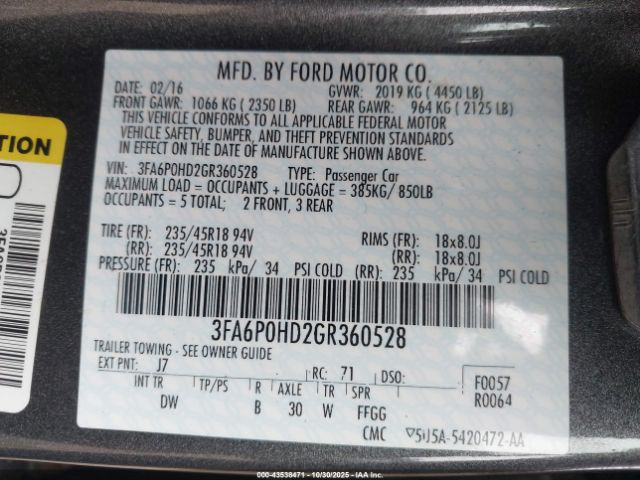 MFD. BY FORD MOTOR CO.
DATE: 02/16 GVWR: 2019 KG ( 4450 LB)
FRONT GAWR: 1066 KG ( 2350 LB) REAR GAWR: 964 KG ( 2125 LB)
THIS VEHICLE CONFORMS TO ALL APPLICABLE FEDERAL MOTOR
VEHICLE SAFETY, BUMPER, AND THEFT PREVENTION STANDARDS
IN EFFECT ON THE DATE OF MANUFACTURE SHOWN ABOVE.
VIN: 3FA6P0HD2GR360528 TYPE: Passenger Car
MAXIMUM LOAD = OCCUPANTS + LUGGAGE = 385KG/ 850LB
OCCUPANTS = 5 TOTAL; 2 FRONT, 3 REAR
TIRE (FR): 235/45R18 94V RIMS (FR): 18x8.0J
(RR): 235/45R18 94V (RR): 18x8.0J
PRESSURE (FR): 235 kPa/ 34 PSI COLD (RR): 235 kPa/ 34 PSI COLD
3FA6P0HD2GR360528
TRAILER TOWING - SEE OWNER GUIDE
EXT PNT: J7 RC: 71 DSO: F0057
INT TR TP/PS R AXLE TR SPR R0064
DW B 30 W FFGG
CMC 5U5A-5420472-AA
TION
000-43538471 - 10/30/2025 - IAAI.CA